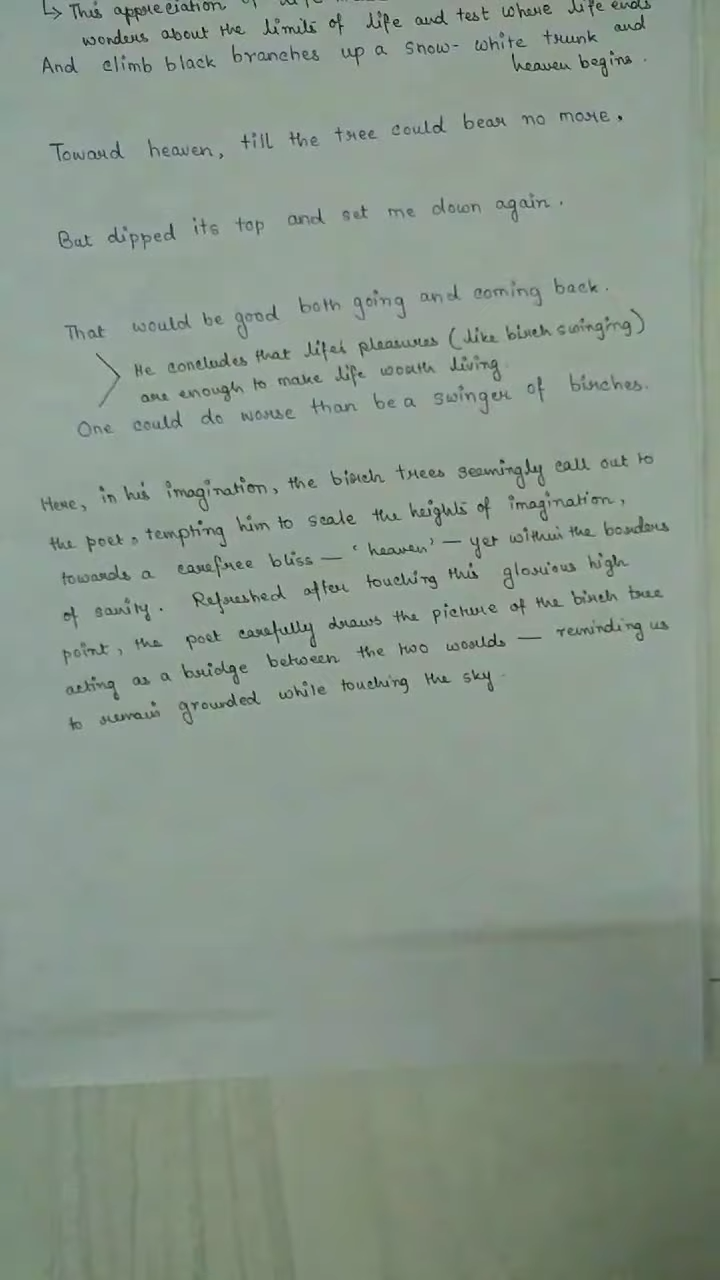 ↳ This appreciation of
wonders about the limits of life and test where life ends
And climb black branches up a snow-white trunk and
heaven begins.
Toward heaven, till the tree could bear no more.
But dipped its top and set me down again.
That would be good both going and coming back.
He concludes that life's pleasures (like birch swinging)
are enough to make life worth living
One could do worse than be a swinger of birches.
Here, in his imagination, the birch trees seemingly call out to
the poet, tempting him to scale the heights of imagination,
towards a carefree bliss — 'heaven' — yet within the borders
of sanity. Refreshed after touching this glorious high
point, the poet carefully draws the picture of the birch tree
acting as a bridge between the two worlds — reminding us
to remain grounded while touching the sky.